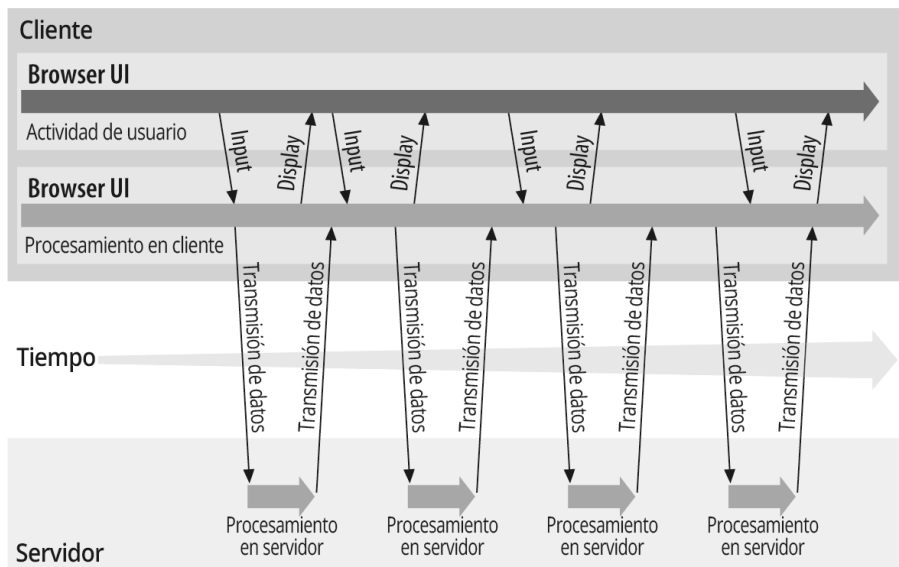 Cliente
Browser UI
Actividad de usuario
Input
Display
Input
Display
Input
Display
Input
Display
Browser UI
Procesamiento en cliente
Transmisión de datos
Transmisión de datos
Transmisión de datos
Transmisión de datos
Transmisión de datos
Transmisión de datos
Transmisión de datos
Transmisión de datos
Tiempo
Procesamiento
en servidor
Procesamiento
en servidor
Procesamiento
en servidor
Procesamiento
en servidor
Servidor